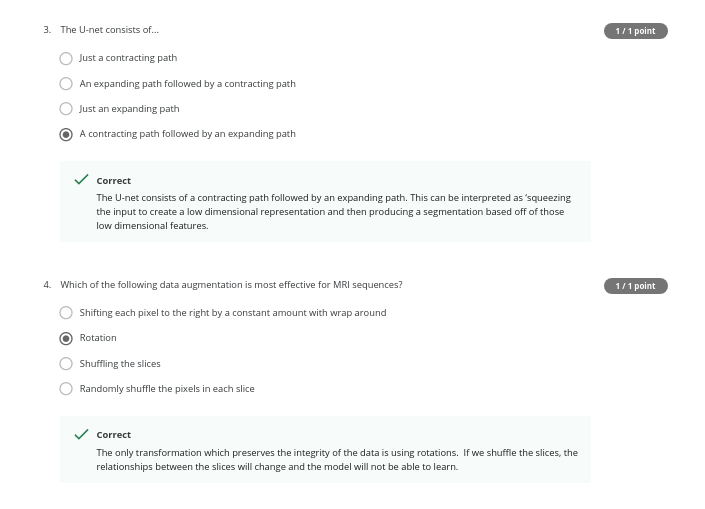 3. The U-net consists of...
1 / 1 point
Just a contracting path
An expanding path followed by a contracting path
Just an expanding path
A contracting path followed by an expanding path
Correct
The U-net consists of a contracting path followed by an expanding path. This can be interpreted as 'squeezing
the input to create a low dimensional representation and then producing a segmentation based off of those
low dimensional features.
4. Which of the following data augmentation is most effective for MRI sequences?
1 / 1 point
Shifting each pixel to the right by a constant amount with wrap around
Rotation
Shuffling the slices
Randomly shuffle the pixels in each slice
Correct
The only transformation which preserves the integrity of the data is using rotations.  If we shuffle the slices, the
relationships between the slices will change and the model will not be able to learn.